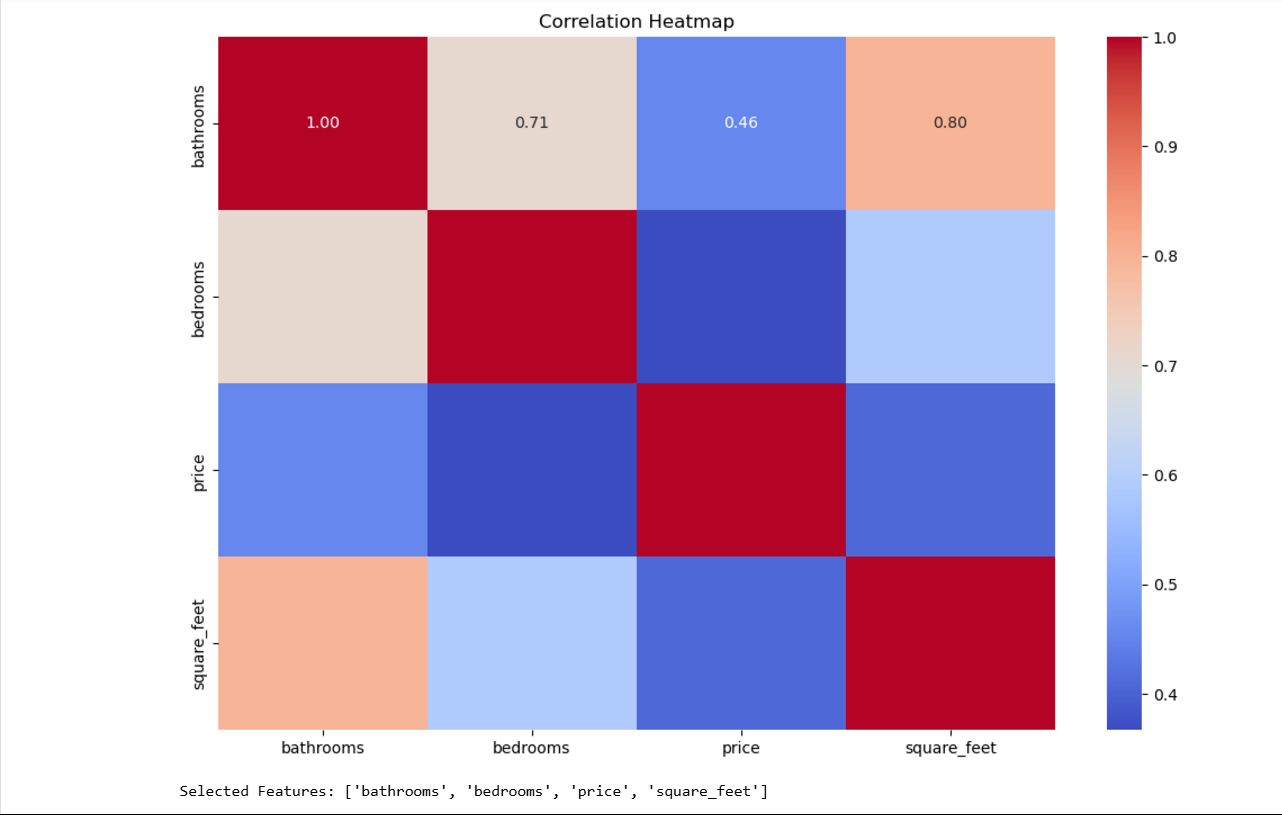 Correlation Heatmap
bathrooms 1.00 0.71 0.46 0.80
bedrooms
price
square_feet
bathrooms bedrooms price square_feet
1.0
0.9
0.8
0.7
0.6
0.5
0.4
Selected Features: ['bathrooms', 'bedrooms', 'price', 'square_feet']